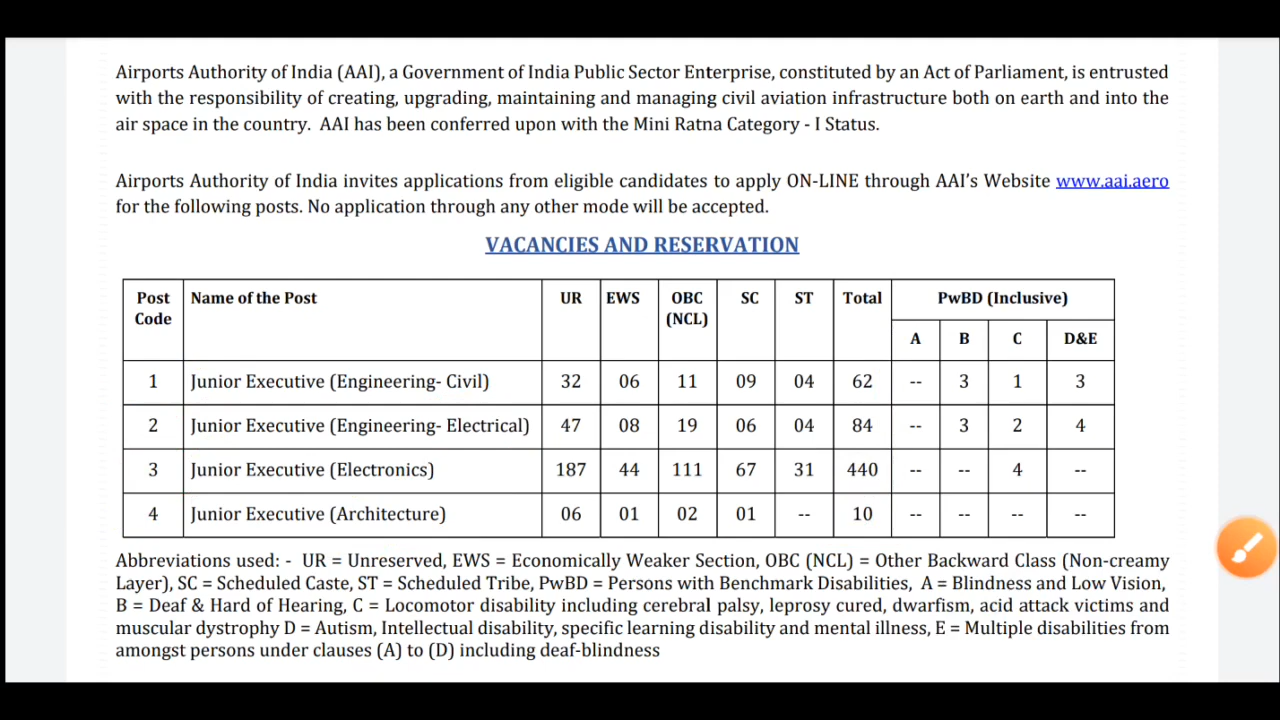 Airports Authority of India (AAI), a Government of India Public Sector Enterprise, constituted by an Act of Parliament, is entrusted
with the responsibility of creating, upgrading, maintaining and managing civil aviation infrastructure both on earth and into the
air space in the country. AAI has been conferred upon with the Mini Ratna Category - I Status.
Airports Authority of India invites applications from eligible candidates to apply ON-LINE through AAI's Website www.aai.aero
for the following posts. No application through any other mode will be accepted.
VACANCIES AND RESERVATION
Post Code Name of the Post UR EWS OBC (NCL) SC ST Total PwBD (Inclusive)
A B C D&E
1 Junior Executive (Engineering- Civil) 32 06 11 09 04 62 -- 3 1 3
2 Junior Executive (Engineering- Electrical) 47 08 19 06 04 84 -- 3 2 4
3 Junior Executive (Electronics) 187 44 111 67 31 440 -- -- 4 --
4 Junior Executive (Architecture) 06 01 02 01 -- 10 -- -- -- --
Abbreviations used: - UR = Unreserved, EWS = Economically Weaker Section, OBC (NCL) = Other Backward Class (Non-creamy
Layer), SC = Scheduled Caste, ST = Scheduled Tribe, PwBD = Persons with Benchmark Disabilities, A = Blindness and Low Vision,
B = Deaf & Hard of Hearing, C = Locomotor disability including cerebral palsy, leprosy cured, dwarfism, acid attack victims and
muscular dystrophy D = Autism, Intellectual disability, specific learning disability and mental illness, E = Multiple disabilities from
amongst persons under clauses (A) to (D) including deaf-blindness